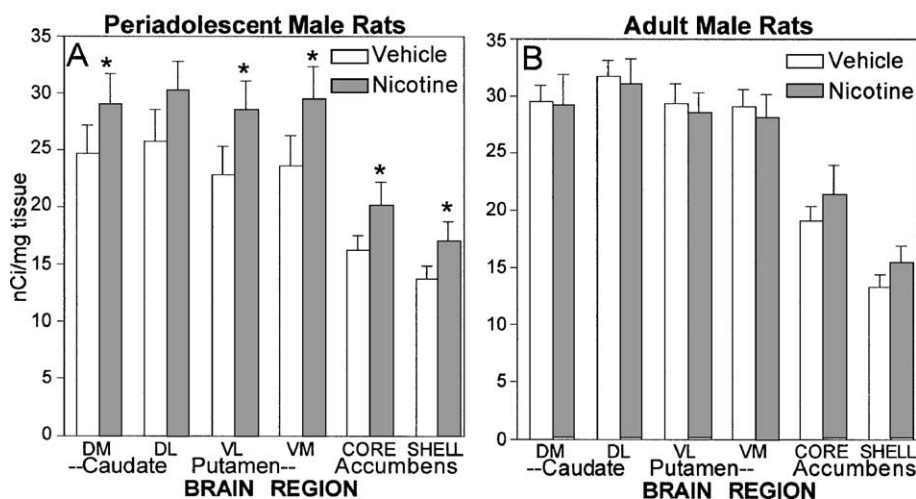 Periadolescent Male Rats
A
Vehicle
Nicotine
35
30
25
20
15
10
5
0
nCi/mg tissue
* * * * *
DM DL VL VM CORE SHELL
--Caudate Putamen-- Accumbens
BRAIN REGION
Adult Male Rats
B
Vehicle
Nicotine
35
30
25
20
15
10
5
0
DM DL VL VM CORE SHELL
--Caudate Putamen-- Accumbens
BRAIN REGION